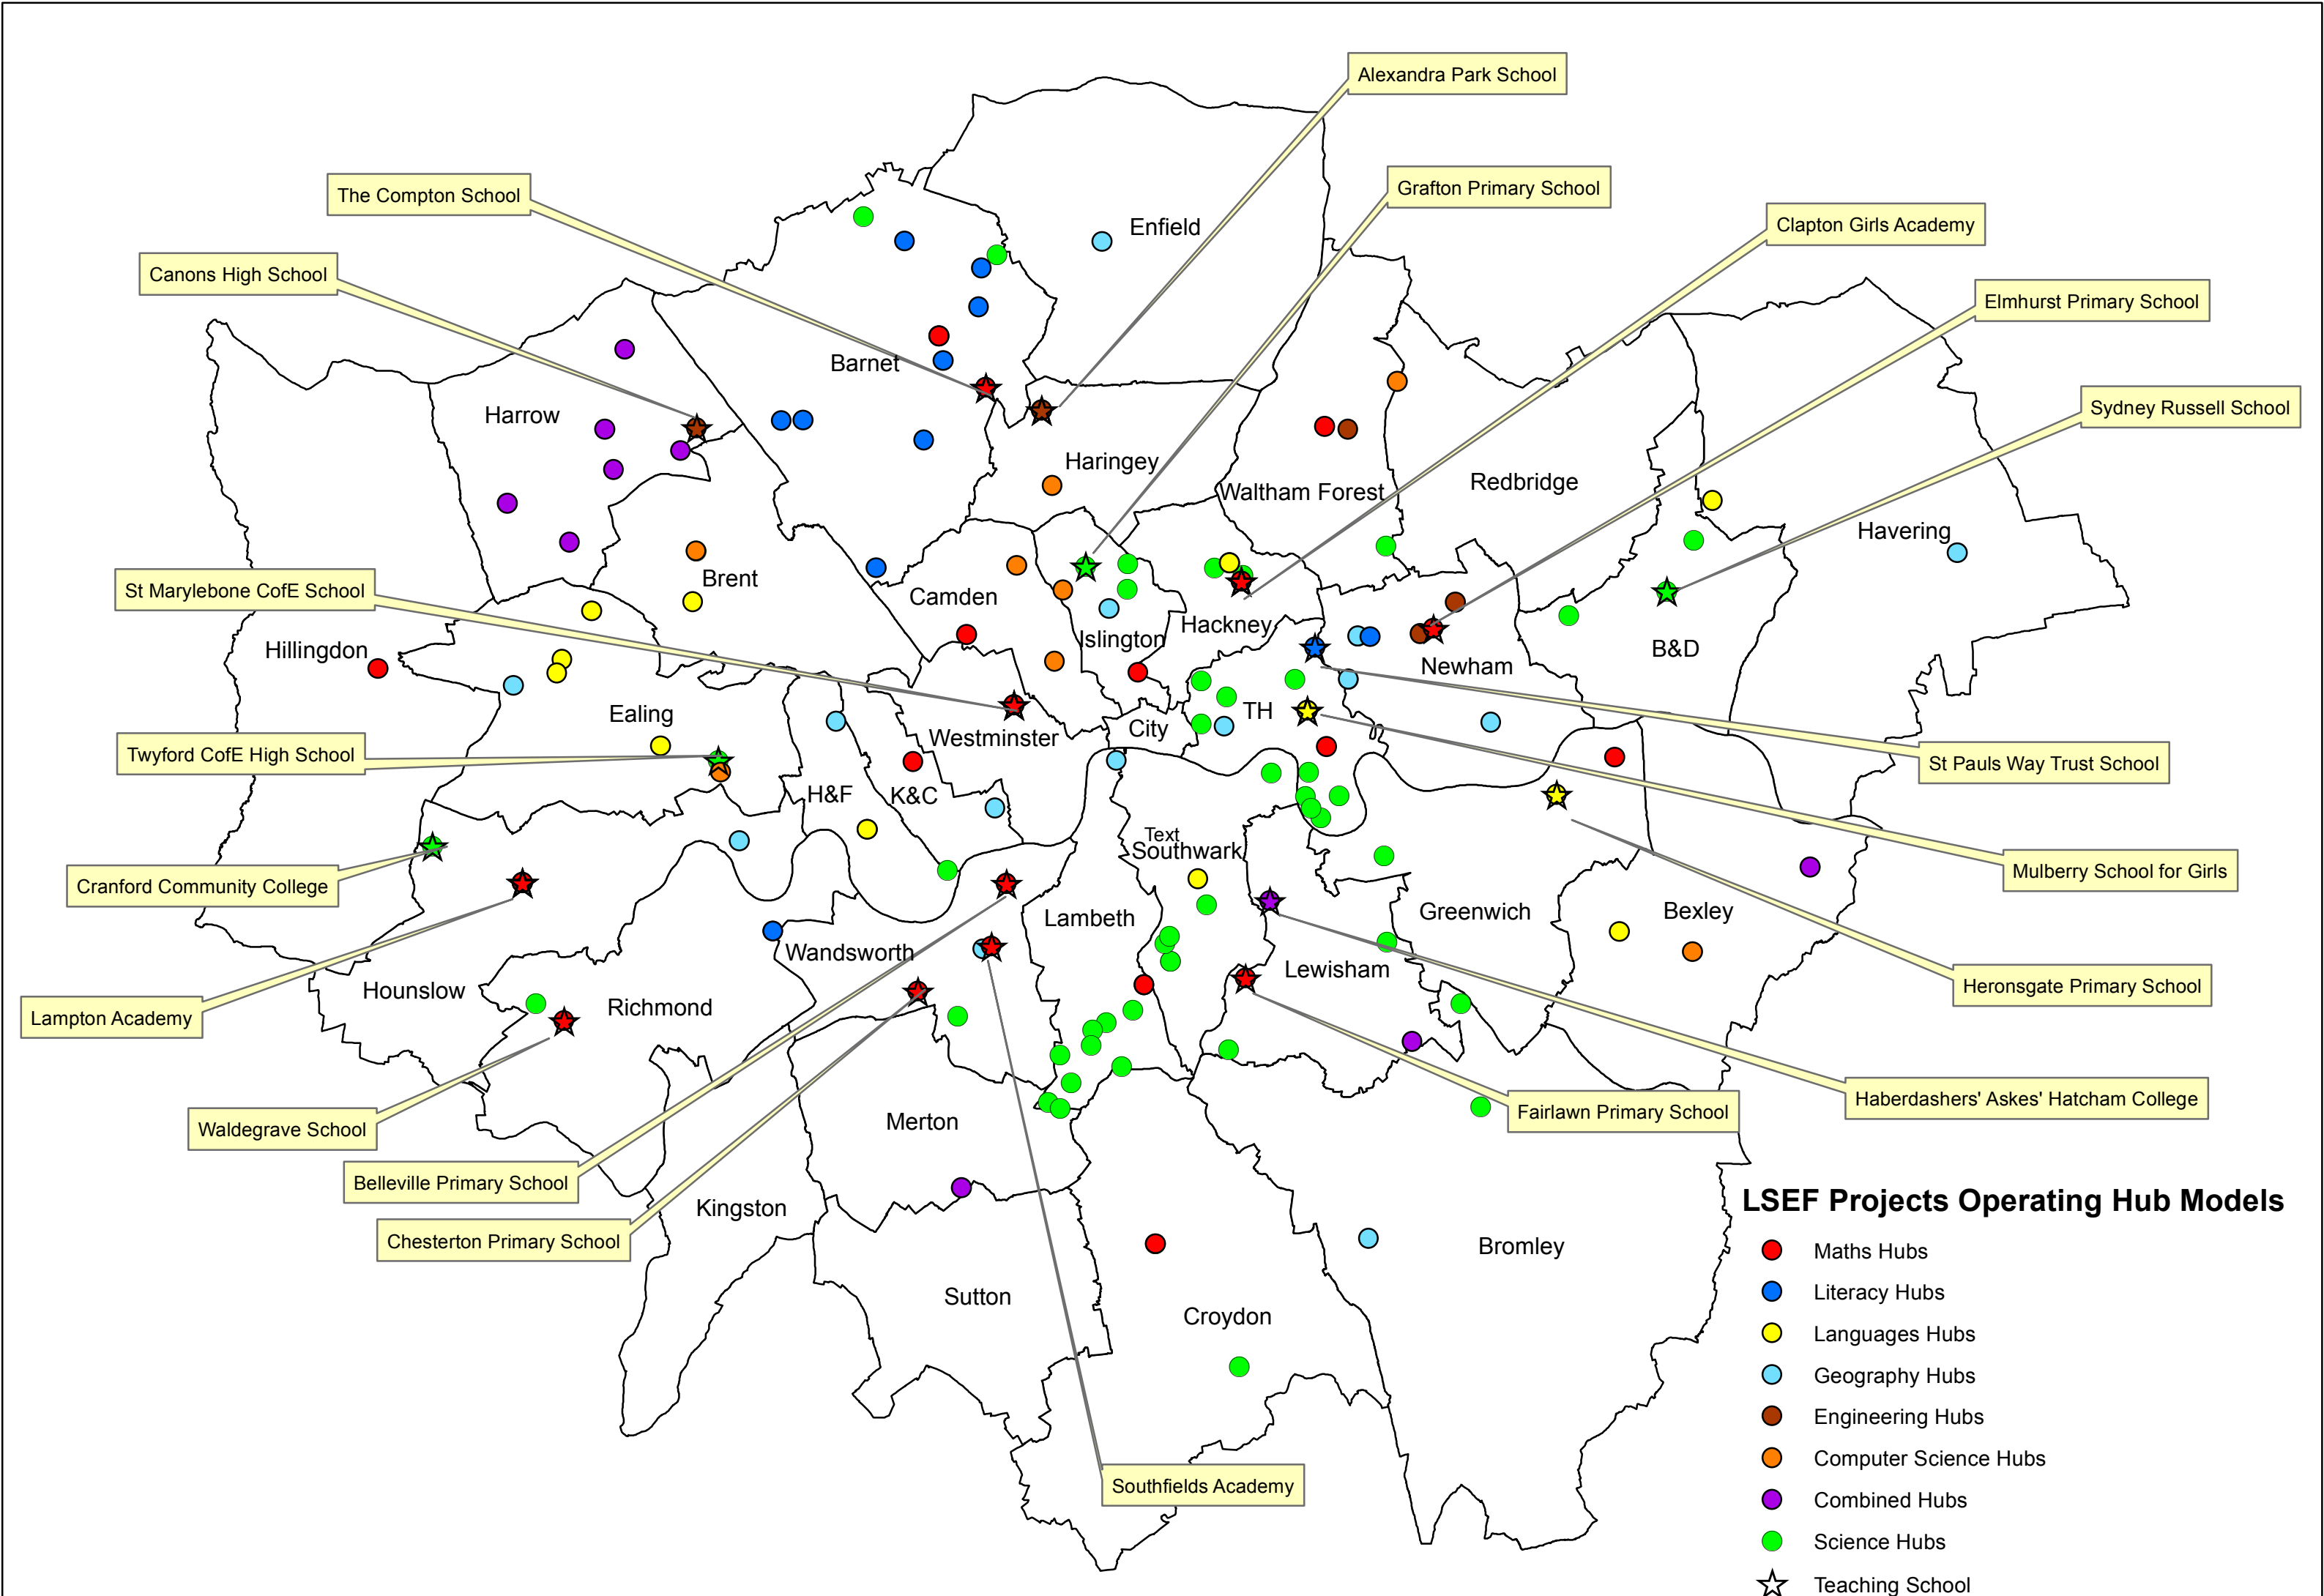 Alexandra Park School
Grafton Primary School
The Compton School
Clapton Girls Academy
Enfield
Canons High School
Elmhurst Primary School
Barnet
Sydney Russell School
Harrow
Haringey
Waltham Forest
Redbridge
Havering
Brent
St Marylebone CofE School
Camden
Islington
Hackney
Hillingdon
B&D
Newham
Ealing
TH
City
Westminster
Twyford CofE High School
St Pauls Way Trust School
H&F
K&C
Text
Southwark
Mulberry School for Girls
Cranford Community College
Lambeth
Greenwich
Bexley
Wandsworth
Lewisham
Hounslow
Heronsgate Primary School
Richmond
Lampton Academy
Haberdashers' Askes' Hatcham College
Fairlawn Primary School
Merton
Waldegrave School
Belleville Primary School
Kingston
Chesterton Primary School
Bromley
Sutton
Croydon
Southfields Academy
LSEF Projects Operating Hub Models
Maths Hubs
Literacy Hubs
Languages Hubs
Geography Hubs
Engineering Hubs
Computer Science Hubs
Combined Hubs
Science Hubs
Teaching School